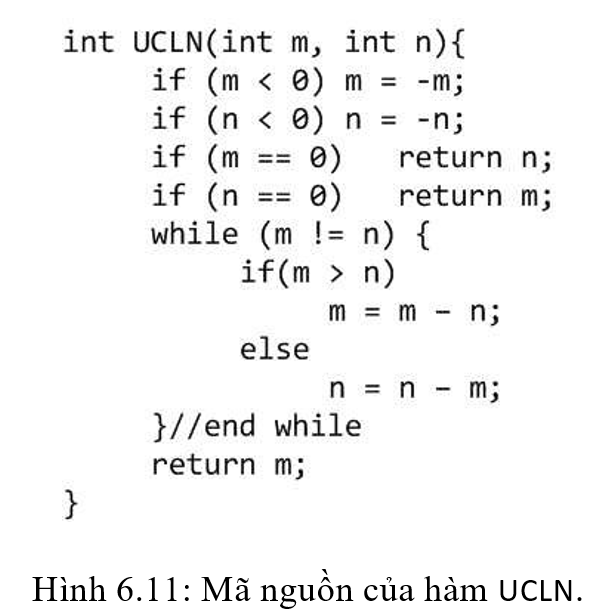 int UCLN(int m, int n){
if (m < 0) m = -m;
if (n < 0) n = -n;
if (m == 0) return n;
if (n == 0) return m;
while (m != n) {
if(m > n)
m = m – n;
else
n = n – m;
}//end while
return m;
}
Hình 6.11: Mã nguồn của hàm UCLN.